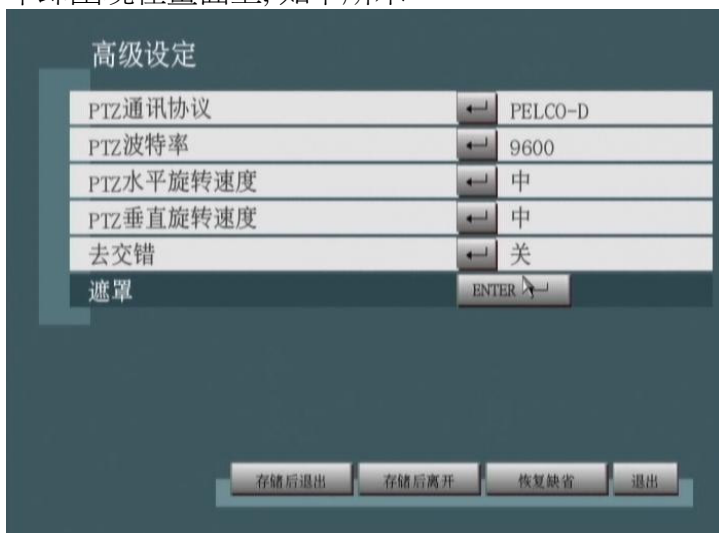 高级设定
PTZ通讯协议 PELCO-D
PTZ波特率 9600
PTZ水平旋转速度 中
PTZ垂直旋转速度 中
去交错 关
遮罩 ENTER
存储后退出 存储后离开 恢复缺省 退出